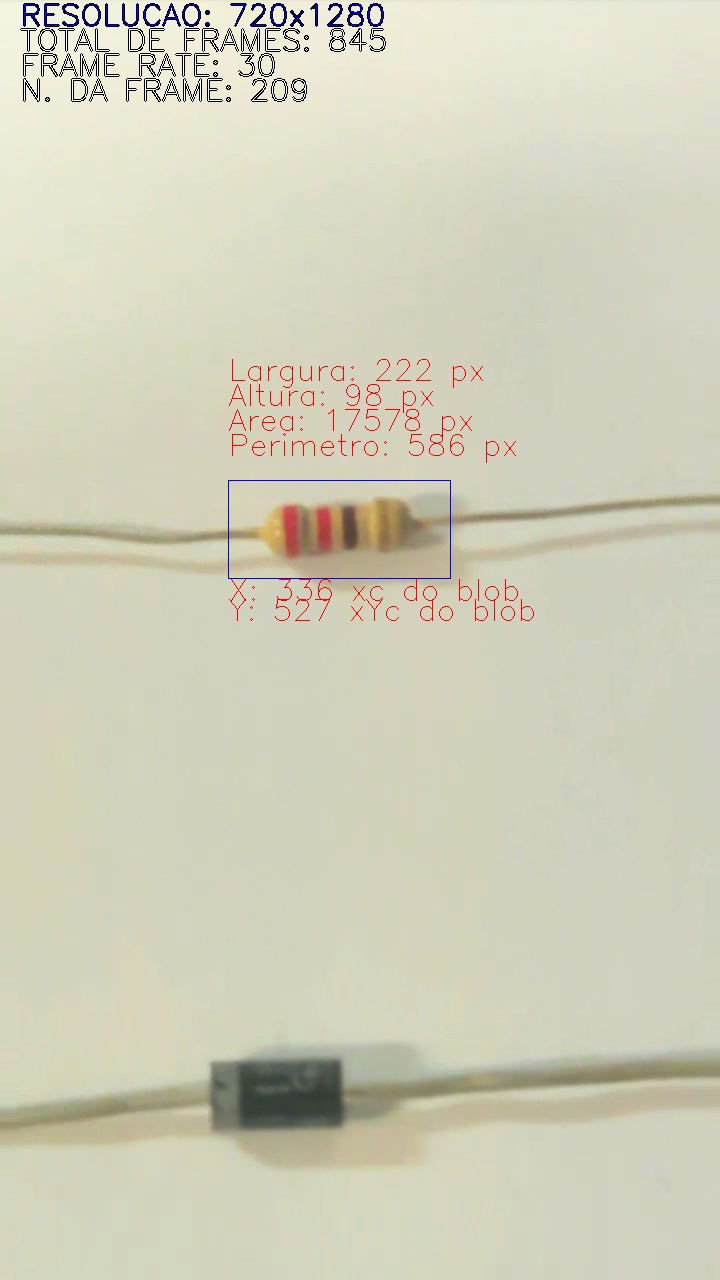 RESOLUCAO: 720x1280
TOTAL DE FRAMES: 845
FRAME RATE: 30
N. DA FRAME: 209
Largura: 222 px
Altura: 98 px
Area: 17578 px
Perimetro: 586 px
X: 336 xc do blob
Y: 527 xYc do blob